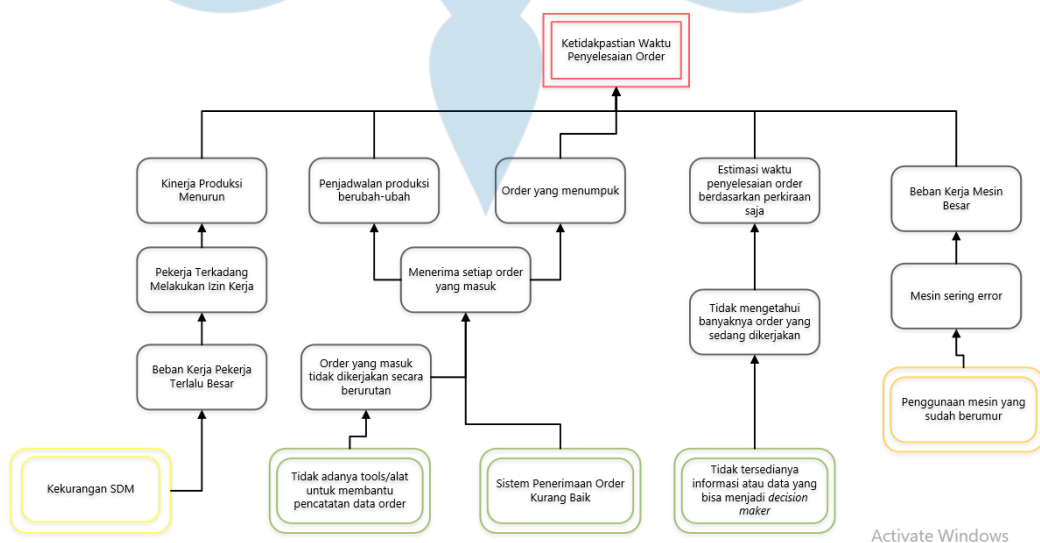 Ketidakpastian Waktu
Penyelesaian Order
Kinerja Produksi
Menurun
Penjadwalan produksi
berubah-ubah
Order yang menumpuk
Estimasi waktu
penyelesaian order
berdasarkan perkiraan
saja
Beban Kerja Mesin
Besar
Pekerja Terkadang
Melakukan Izin Kerja
Menerima setiap order
yang masuk
Tidak mengetahui
banyaknya order yang
sedang dikerjakan
Mesin sering error
Beban Kerja Pekerja
Terlalu Besar
Order yang masuk
tidak dikerjakan secara
berurutan
Penggunaan mesin yang
sudah berumur
Kekurangan SDM
Tidak adanya tools/alat
untuk membantu
pencatatan data order
Sistem Penerimaan Order
Kurang Baik
Tidak tersedianya
informasi atau data yang
bisa menjadi decision
maker
Activate Windows